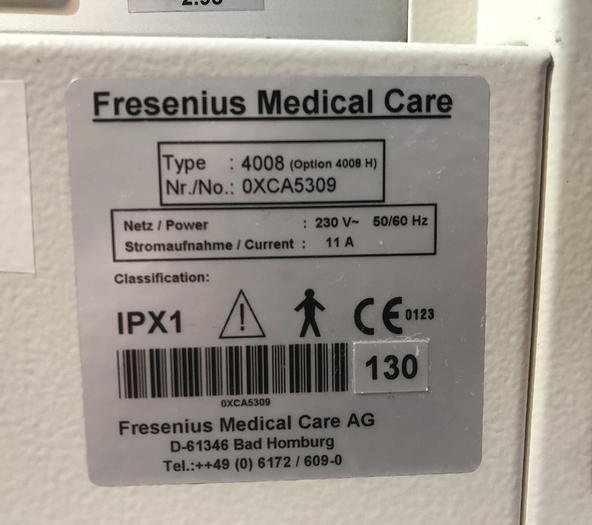 2.95
Fresenius Medical Care
Type : 4008 (Option 4008 H)
Nr./No.: 0XCA5309
Netz / Power : 230 V~ 50/60 Hz
Stromaufnahme / Current : 11 A
Classification:
IPX1 CE 0123
130
0XCA5309
Fresenius Medical Care AG
D-61346 Bad Homburg
Tel.:++49 (0) 6172 / 609-0